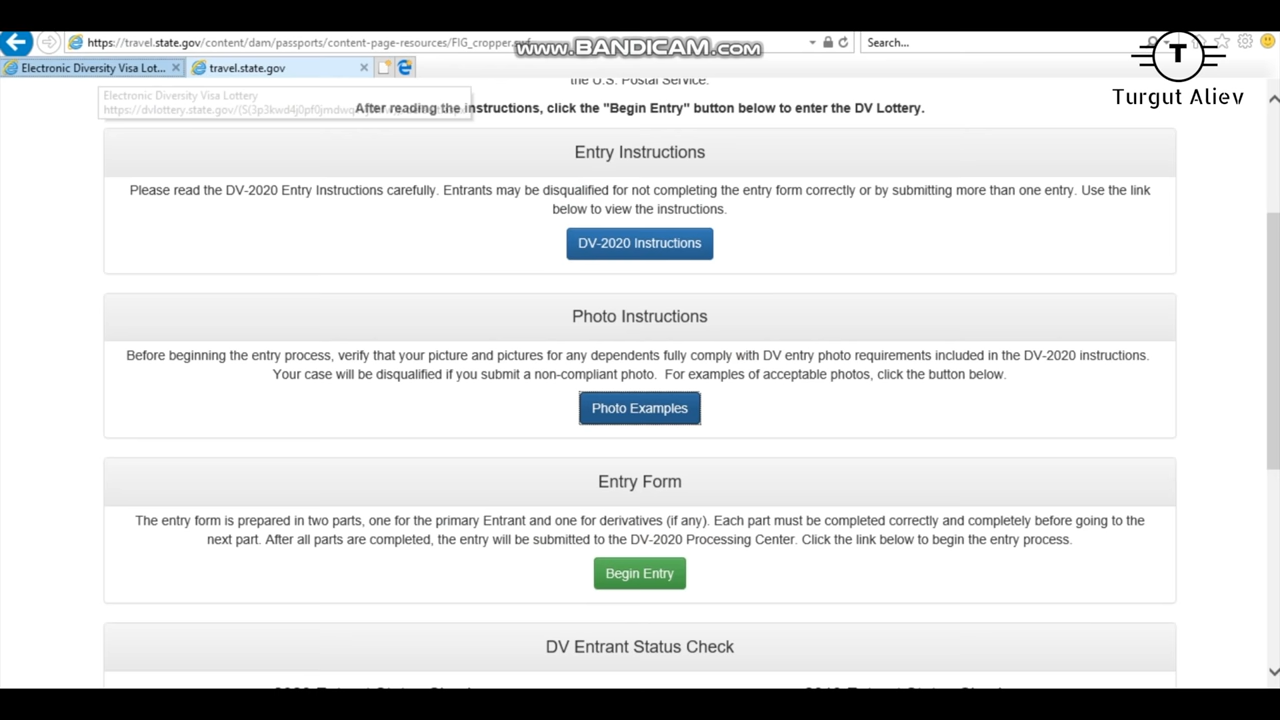 https://travel.state.gov/content/dam/passports/content-page-resources/FIG_cropper.swf
www.BANDICAM.com
Search...
T
Turgut Aliev
Electronic Diversity Visa Lot...
travel.state.gov
the U.S. Postal Service.
Electronic Diversity Visa Lottery
https://dvlottery.state.gov/(S(3p3kwd4j0pf0jmdwq
After reading the instructions, click the "Begin Entry" button below to enter the DV Lottery.
Entry Instructions
Please read the DV-2020 Entry Instructions carefully. Entrants may be disqualified for not completing the entry form correctly or by submitting more than one entry. Use the link
below to view the instructions.
DV-2020 Instructions
Photo Instructions
Before beginning the entry process, verify that your picture and pictures for any dependents fully comply with DV entry photo requirements included in the DV-2020 instructions.
Your case will be disqualified if you submit a non-compliant photo. For examples of acceptable photos, click the button below.
Photo Examples
Entry Form
The entry form is prepared in two parts, one for the primary Entrant and one for derivatives (if any). Each part must be completed correctly and completely before going to the
next part. After all parts are completed, the entry will be submitted to the DV-2020 Processing Center. Click the link below to begin the entry process.
Begin Entry
DV Entrant Status Check